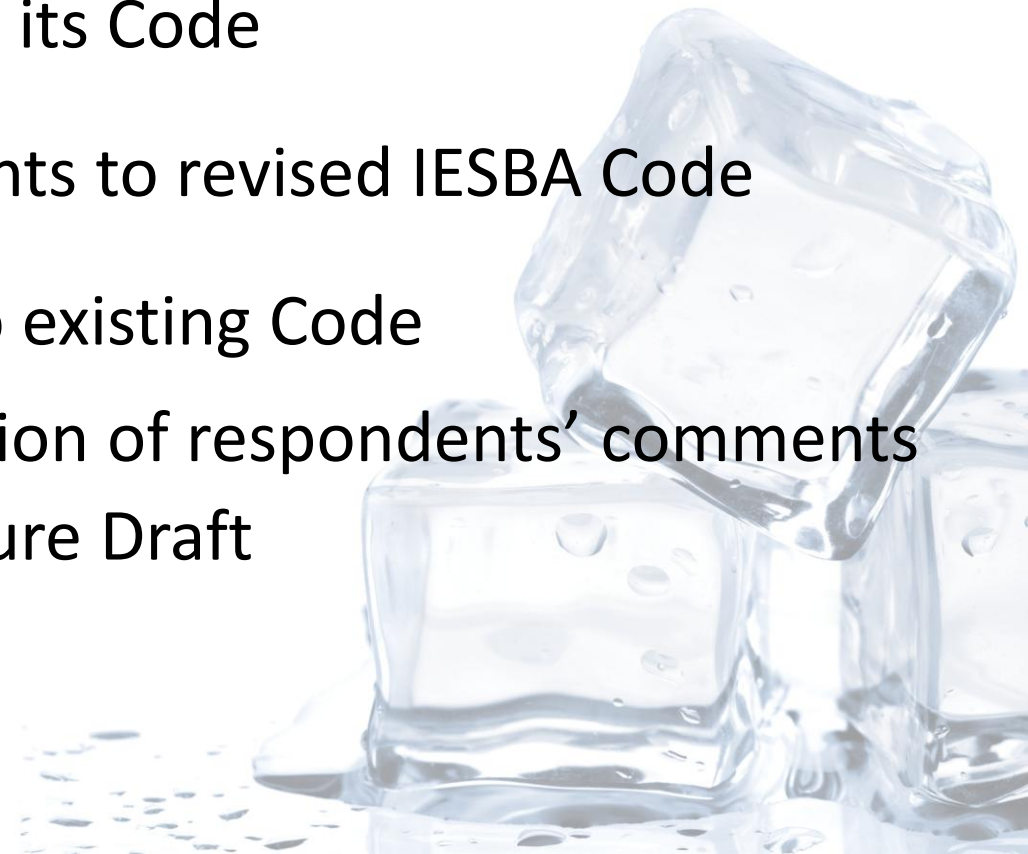 its Code
nts to revised IESBA Code
o existing Code
ion of respondents’ comments
ure Draft